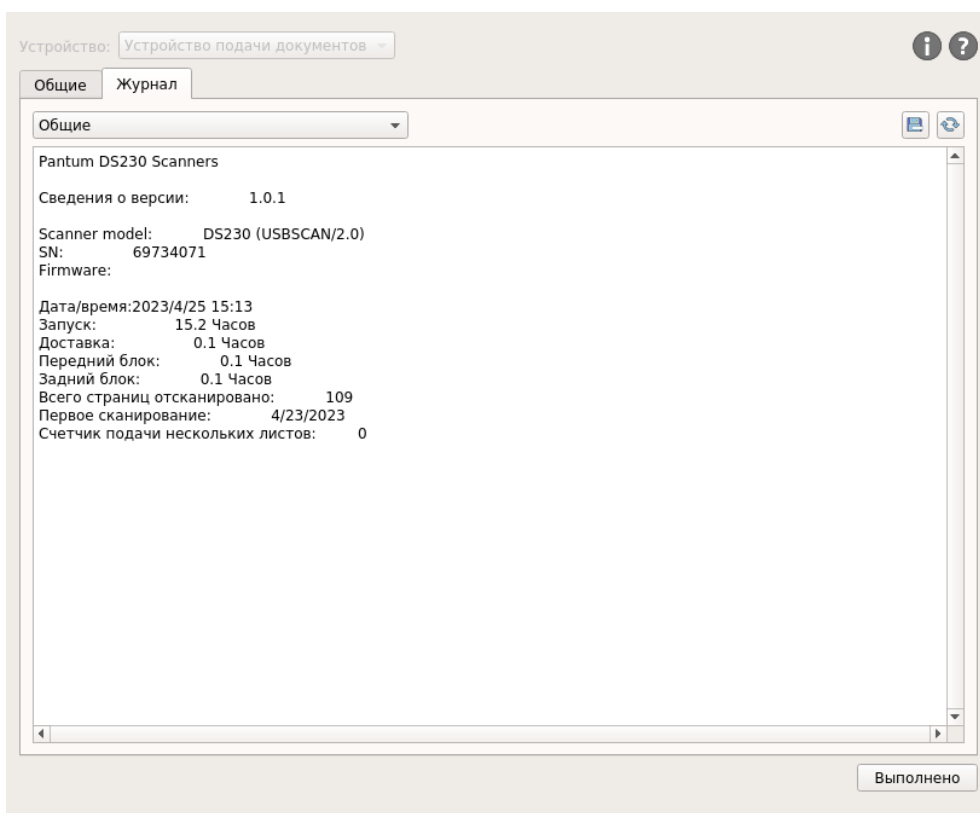 Устройство: Устройство подачи документов
Общие Журнал
Общие
Pantum DS230 Scanners
Сведения о версии: 1.0.1
Scanner model: DS230 (USBSCAN/2.0)
SN: 69734071
Firmware:
Дата/время:2023/4/25 15:13
Запуск: 15.2 Часов
Доставка: 0.1 Часов
Передний блок: 0.1 Часов
Задний блок: 0.1 Часов
Всего страниц отсканировано: 109
Первое сканирование: 4/23/2023
Счетчик подачи нескольких листов: 0
Выполнено